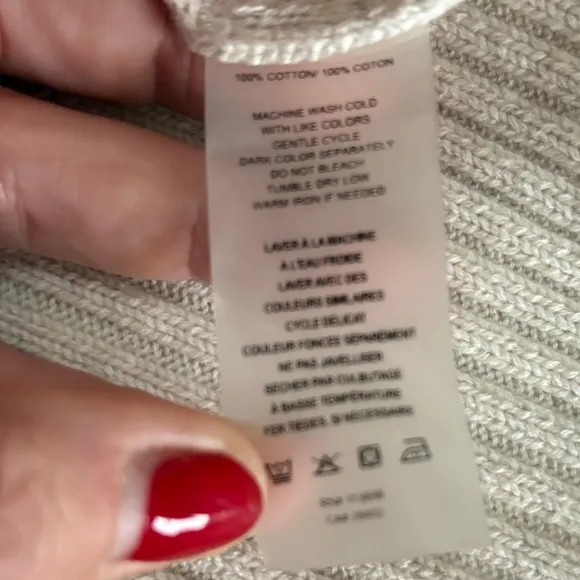 100% COTTON/ 100% COTON
MACHINE WASH COLD
WITH LIKE COLORS
GENTLE CYCLE
DARK COLOR SEPARATELY
DO NOT BLEACH
TUMBLE DRY LOW
WARM IRON IF NEEDED
LAVER À LA MACHINE
À L'EAU FROIDE
LAVER AVEC DES
COULEURS SIMILAIRES
CYCLE DÉLICAT
COULEUR FONCÉS SÉPARÉMENT
NE PAS JAVELLISER
SÉCHER PAR CULBUTAGE
À BASSE TEMPÉRATURE
FER TIÈDES, SI NÉCESSAIRE